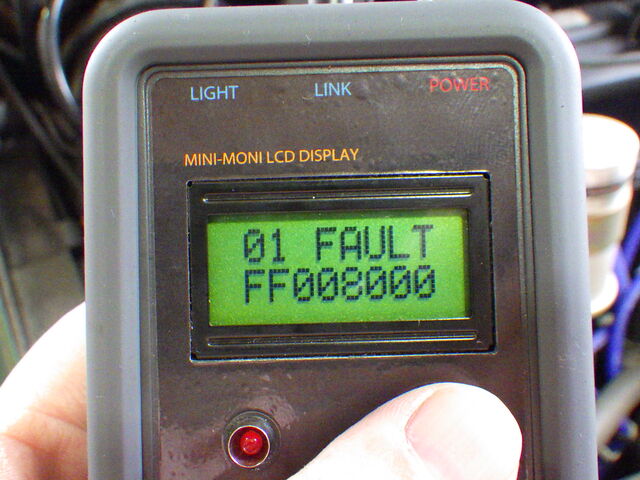 LIGHT LINK POWER
MINI-MONI LCD DISPLAY
01 FAULT
FF008000